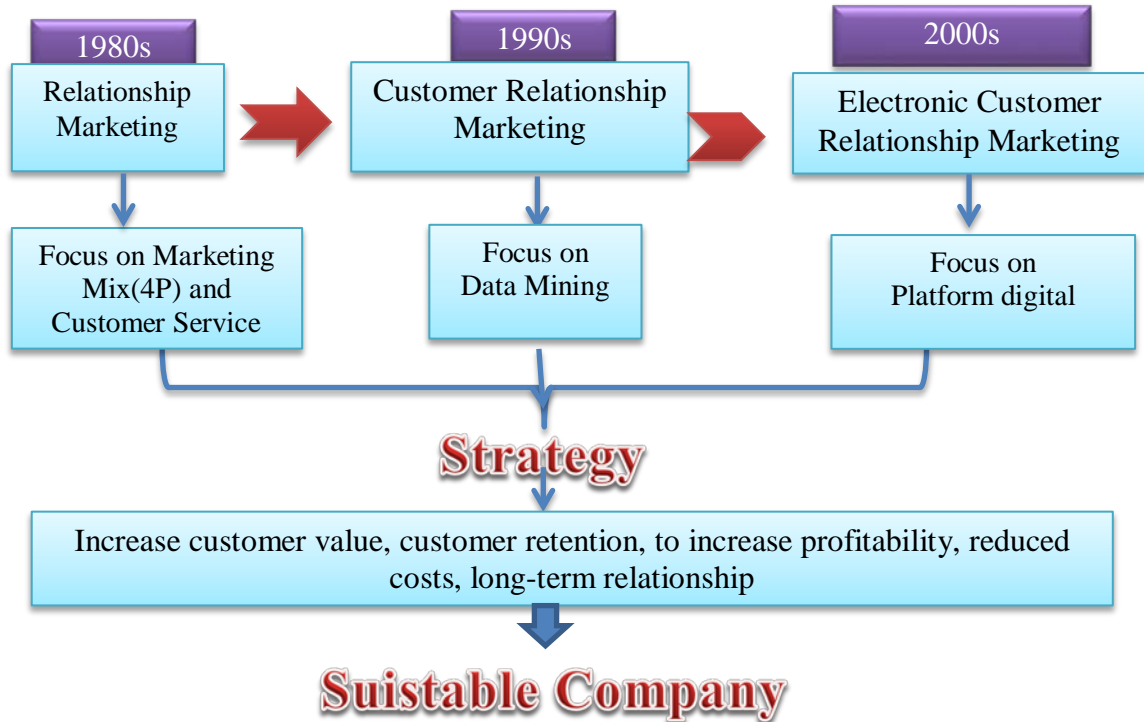 1980s
Relationship
Marketing
1990s
Customer Relationship
Marketing
2000s
Electronic Customer
Relationship Marketing
Focus on Marketing
Mix(4P) and
Customer Service
Focus on
Data Mining
Focus on
Platform digital
Strategy
Increase customer value, customer retention, to increase profitability, reduced
costs, long-term relationship
Suistable Company